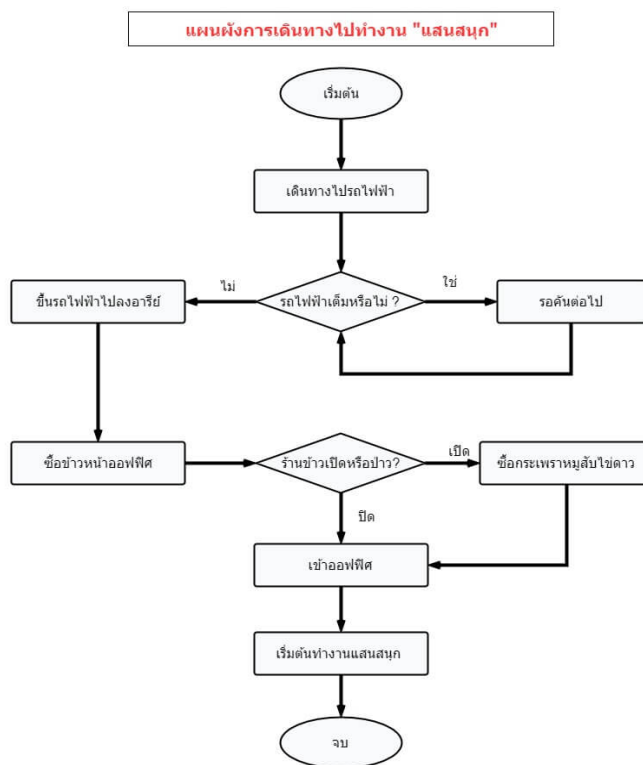 แผนผังการเดินทางไปทำงาน "แสนสนุก"
เริ่มต้น
เดินทางไปรถไฟฟ้า
รถไฟฟ้าเต็มหรือไม่ ?
ไม่
ใช่
ขึ้นรถไฟฟ้าไปลงอารีย์
รอคันต่อไป
ซื้อข้าวหน้าออฟฟิศ
ร้านข้าวเปิดหรือป่าว?
เปิด
ซื้อกระเพราหมูสับไข่ดาว
ปิด
เข้าออฟฟิศ
เริ่มต้นทำงานแสนสนุก
จบ